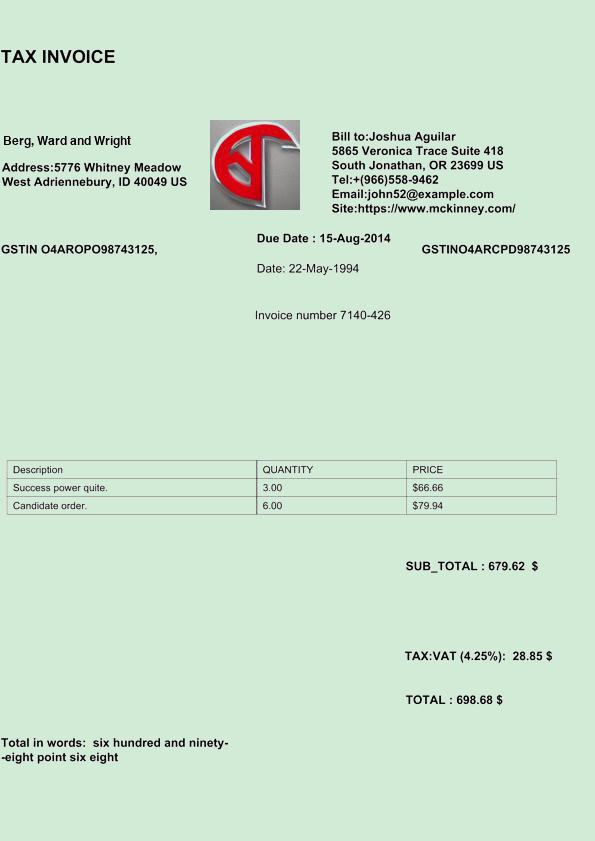 TAX INVOICE
Berg, Ward and Wright
Address:5776 Whitney Meadow
West Adriennebury, ID 40049 US
Bill to:Joshua Aguilar
5865 Veronica Trace Suite 418
South Jonathan, OR 23699 US
Tel:+(966)558-9462
Email:john52@example.com
Site:https://www.mckinney.com/
GSTIN O4AROPO98743125,
Due Date : 15-Aug-2014
GSTINO4ARCPD98743125
Date: 22-May-1994
Invoice number 7140-426
Description QUANTITY PRICE
Success power quite. 3.00 $66.66
Candidate order. 6.00 $79.94
SUB_TOTAL : 679.62 $
TAX:VAT (4.25%): 28.85 $
TOTAL : 698.68 $
Total in words: six hundred and ninety-
-eight point six eight